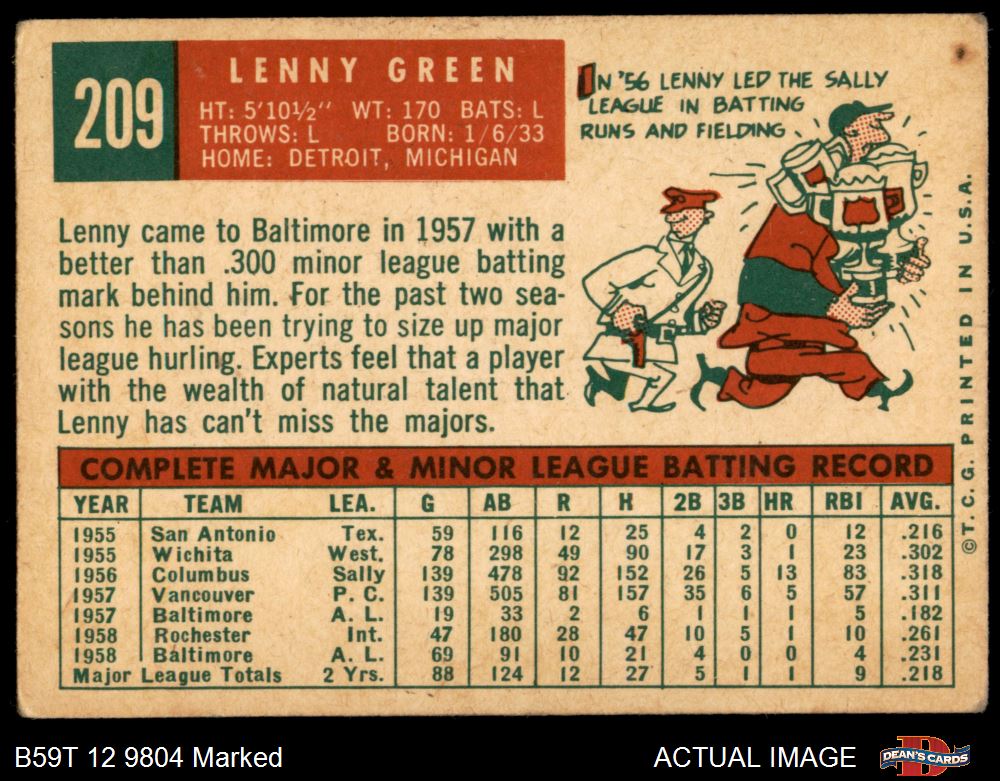 209
LENNY GREEN
HT: 5'10½" WT: 170 BATS: L
THROWS: L BORN: 1/6/33
HOME: DETROIT, MICHIGAN
IN '56 LENNY LED THE SALLY
LEAGUE IN BATTING
RUNS AND FIELDING
Lenny came to Baltimore in 1957 with a
better than .300 minor league batting
mark behind him. For the past two sea-
sons he has been trying to size up major
league hurling. Experts feel that a player
with the wealth of natural talent that
Lenny has can't miss the majors.
COMPLETE MAJOR & MINOR LEAGUE BATTING RECORD
YEAR TEAM LEA. G AB R H 2B 3B HR RBI AVG.
1955 San Antonio Tex. 59 116 12 25 4 2 0 12 .216
1955 Wichita West. 78 298 49 90 17 3 1 23 .302
1956 Columbus Sally 139 478 92 152 26 5 13 83 .318
1957 Vancouver P. C. 139 505 81 157 35 6 5 57 .311
1957 Baltimore A. L. 19 33 2 6 1 1 1 5 .182
1958 Rochester Int. 47 180 28 47 10 5 1 10 .261
1958 Baltimore A. L. 69 91 10 21 4 0 0 4 .231
Major League Totals 2 Yrs. 88 124 12 27 5 1 1 9 .218
©T.C.G. PRINTED IN U.S.A.
B59T 12 9804 Marked
ACTUAL IMAGE
DEAN'S CARDS